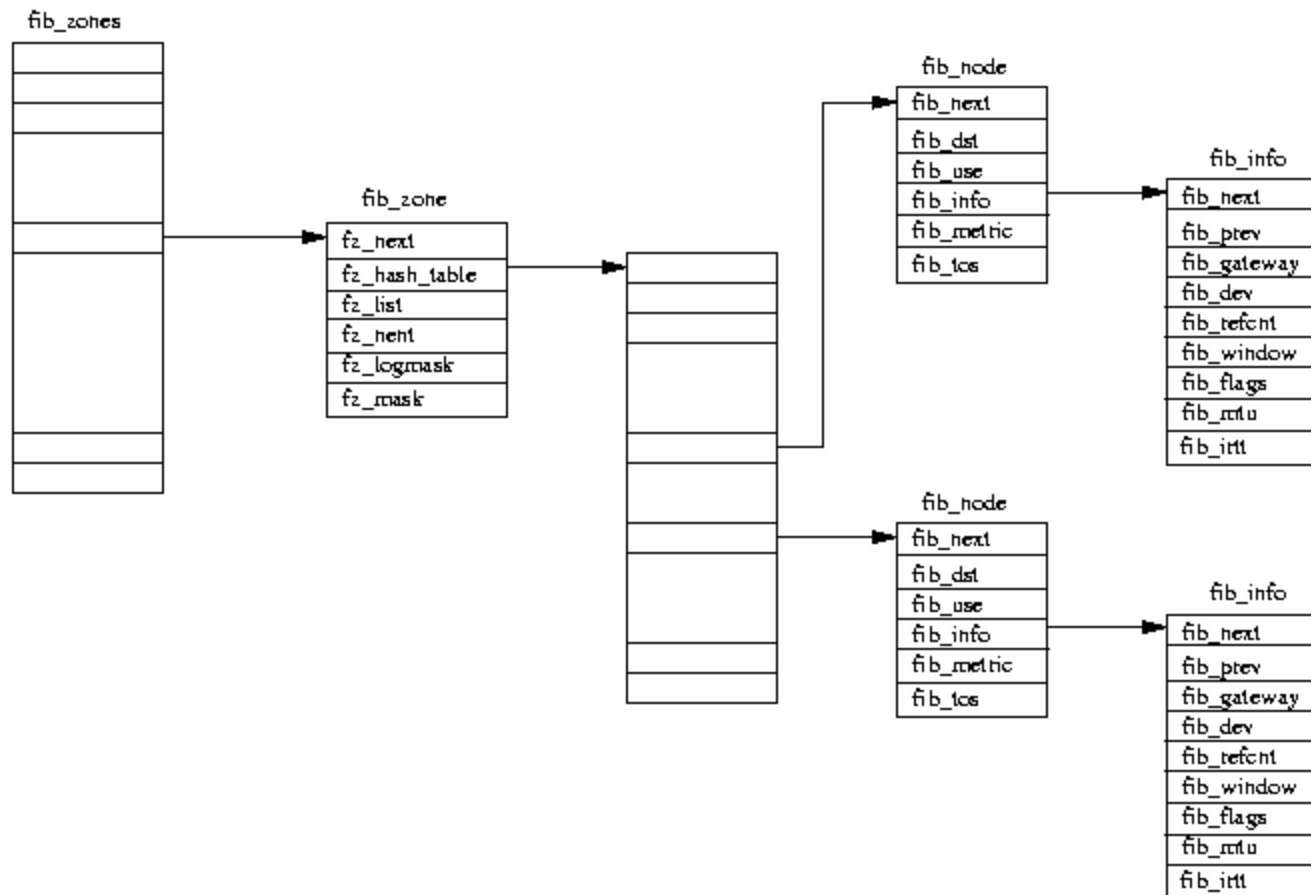 fib_zones
fib_zone
fz_next
fz_hash_table
fz_list
fz_nent
fz_logmask
fz_mask
fib_node
fib_next
fib_dst
fib_use
fib_info
fib_metric
fib_tos
fib_info
fib_next
fib_prev
fib_gateway
fib_dev
fib_refcnt
fib_window
fib_flags
fib_mtu
fib_irtt
fib_node
fib_next
fib_dst
fib_use
fib_info
fib_metric
fib_tos
fib_info
fib_next
fib_prev
fib_gateway
fib_dev
fib_refcnt
fib_window
fib_flags
fib_mtu
fib_irtt